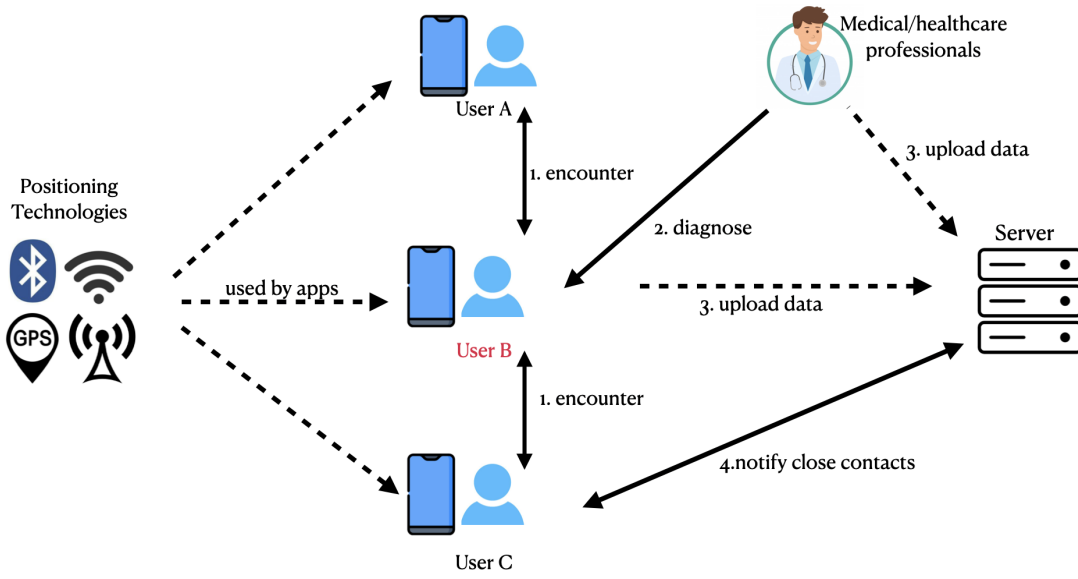 Medical/healthcare
professionals
User A
3. upload data
1. encounter
Positioning
Technologies
2. diagnose
Server
used by apps
3. upload data
GPS
User B
1. encounter
4.notify close contacts
User C